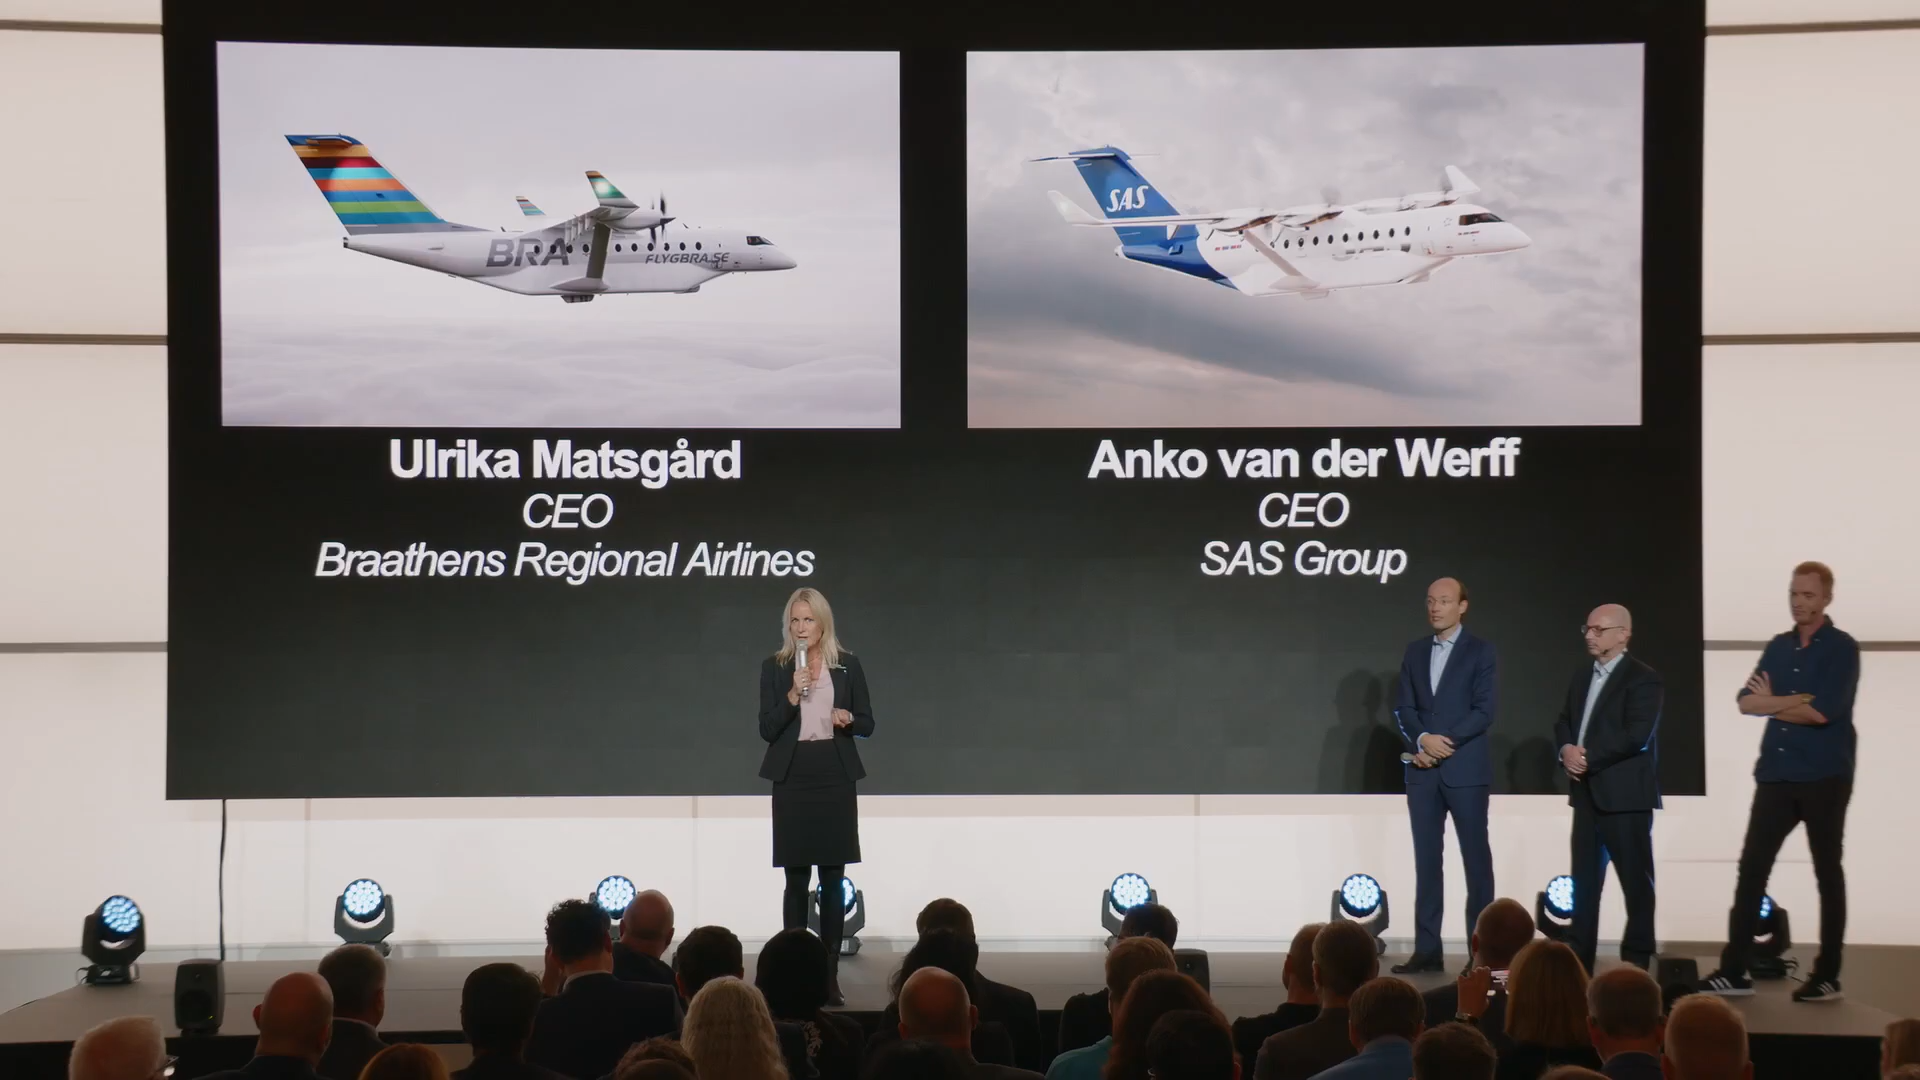 BRA
FLYGBRA.SE
SAS
Ulrika Matsgård
CEO
Braathens Regional Airlines
Anko van der Werff
CEO
SAS Group